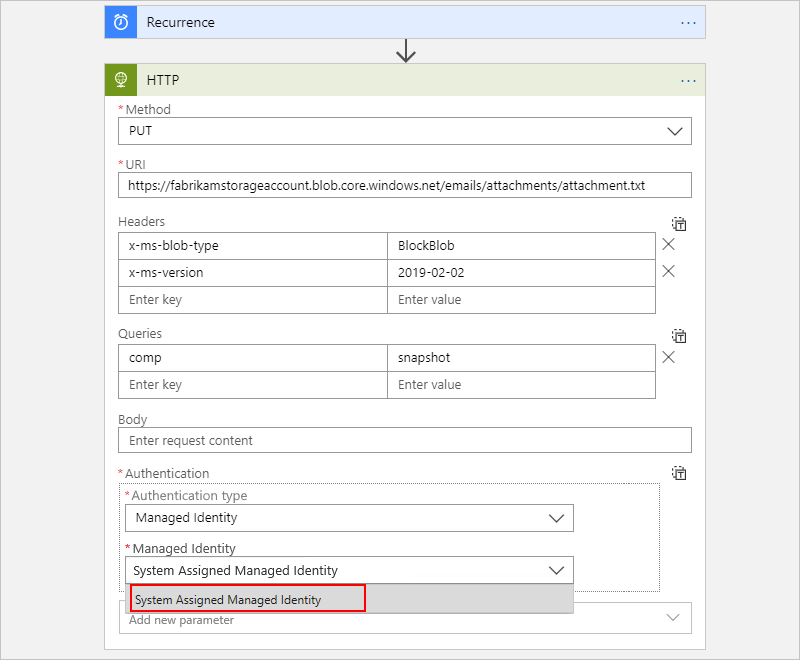 Recurrence ...
HTTP ...
* Method
PUT
* URI
https://fabrikamstorageaccount.blob.core.windows.net/emails/attachments/attachment.txt
Headers
x-ms-blob-type BlockBlob
x-ms-version 2019-02-02
Enter key Enter value
Queries
comp snapshot
Enter key Enter value
Body
Enter request content
* Authentication
* Authentication type
Managed Identity
* Managed Identity
System Assigned Managed Identity
System Assigned Managed Identity
Add new parameter